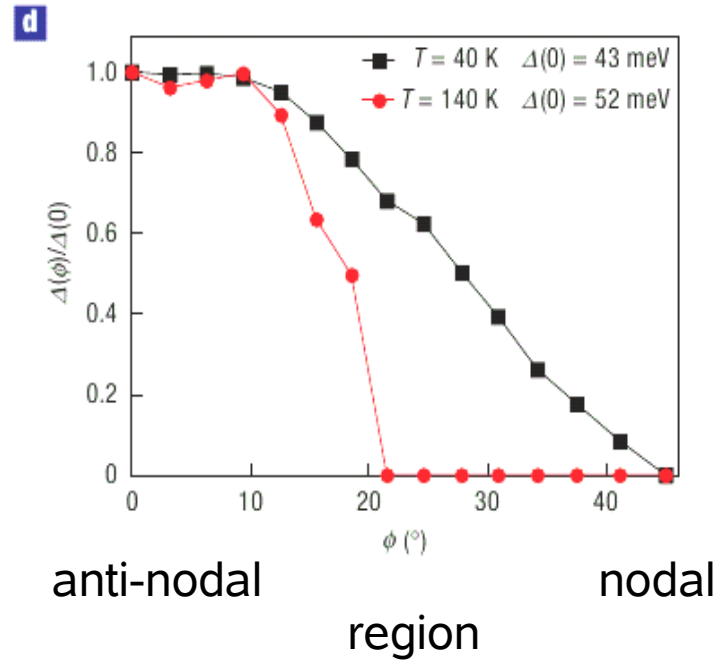 d
T = 40 K Δ(0) = 43 meV
T = 140 K Δ(0) = 52 meV
1.0
0.8
0.6
0.4
0.2
0
Δ(ϕ)/Δ(0)
0 10 20 30 40
ϕ (°)
anti-nodal nodal
region